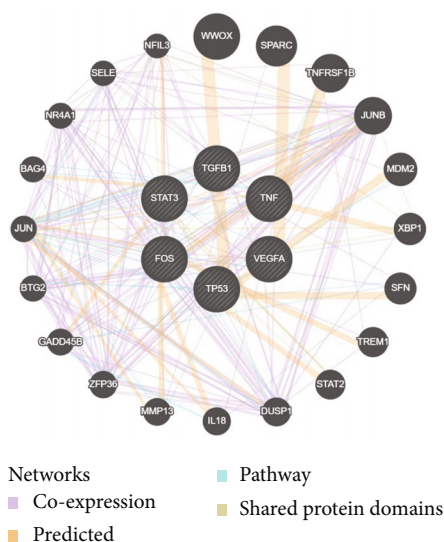 WWOX
NFIL3
SPARC
SELE
TNFRSF1B
NR4A1
JUNB
TGFB1
BAG4
MDM2
STAT3
TNF
JUN
XBP1
FOS
VEGFA
BTG2
TP53
SFN
GADD45B
TREM1
ZFP36
STAT2
MMP13
DUSP1
IL18
Networks
Co-expression
Predicted
Pathway
Shared protein domains